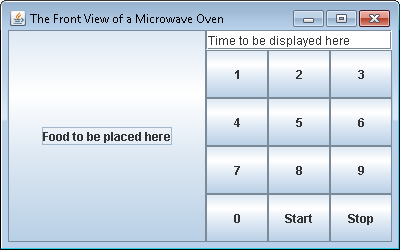 The Front View of a Microwave Oven
Time to be displayed here
Food to be placed here
1 2 3
4 5 6
7 8 9
0 Start Stop